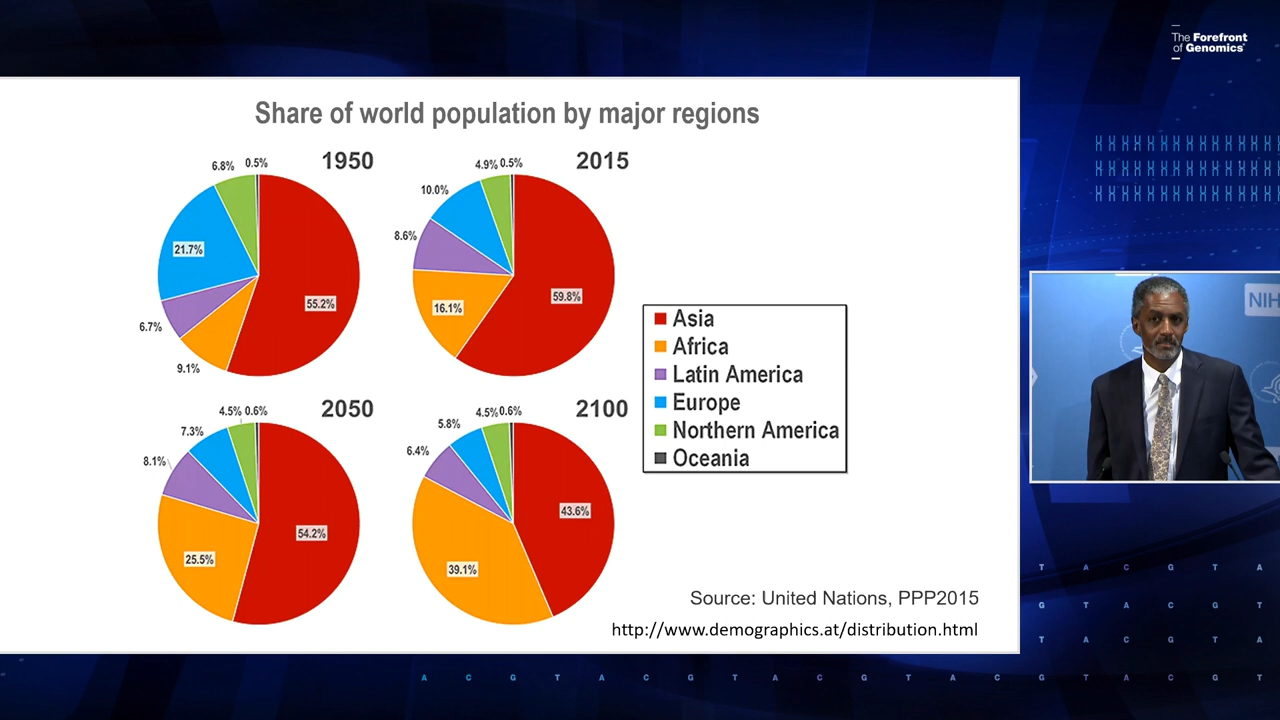 The Forefront
of Genomics®
Share of world population by major regions
1950
6.8%
0.5%
21.7%
55.2%
6.7%
9.1%
2015
4.9%
0.5%
10.0%
8.6%
59.8%
16.1%
2050
4.5%
0.6%
7.3%
8.1%
54.2%
25.5%
2100
4.5%
0.6%
5.8%
6.4%
43.6%
39.1%
Asia
Africa
Latin America
Europe
Northern America
Oceania
Source: United Nations, PPP2015
http://www.demographics.at/distribution.html
NIH
T A C G T A
G T A C G T
T A C G T A
A C G T A C G T A C G T A C G T A C G T